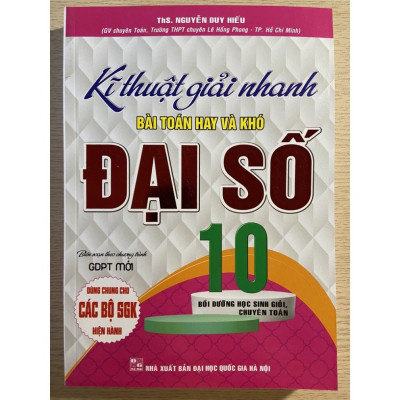 ThS. NGUYỄN DUY HIẾU
(GV chuyên Toán, Trường THPT chuyên Lê Hồng Phong - TP. Hồ Chí Minh)
Kĩ thuật giải nhanh
BÀI TOÁN HAY VÀ KHÓ
ĐẠI SỐ
10
Biên soạn theo chương trình
GDPT MỚI
DÙNG CHUNG CHO
CÁC BỘ SGK
HIỆN HÀNH
BỒI DƯỠNG HỌC SINH GIỎI,
CHUYÊN TOÁN
NHÀ XUẤT BẢN ĐẠI HỌC QUỐC GIA HÀ NỘI